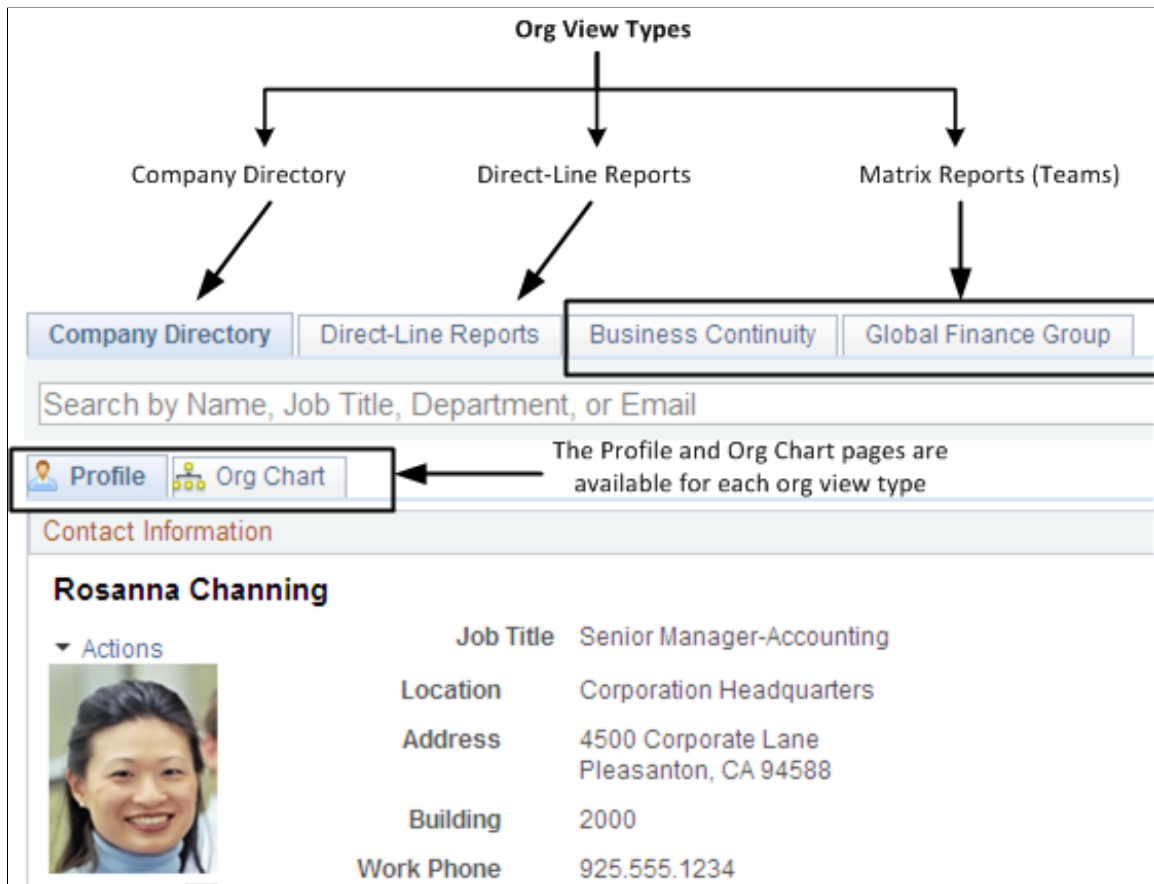 Org View Types
Company Directory Direct-Line Reports Matrix Reports (Teams)
Company Directory Direct-Line Reports Business Continuity Global Finance Group
Search by Name, Job Title, Department, or Email
Profile Org Chart
The Profile and Org Chart pages are
available for each org view type
Contact Information
Rosanna Channing
Actions
Job Title Senior Manager-Accounting
Location Corporation Headquarters
Address 4500 Corporate Lane
Pleasanton, CA 94588
Building 2000
Work Phone 925.555.1234